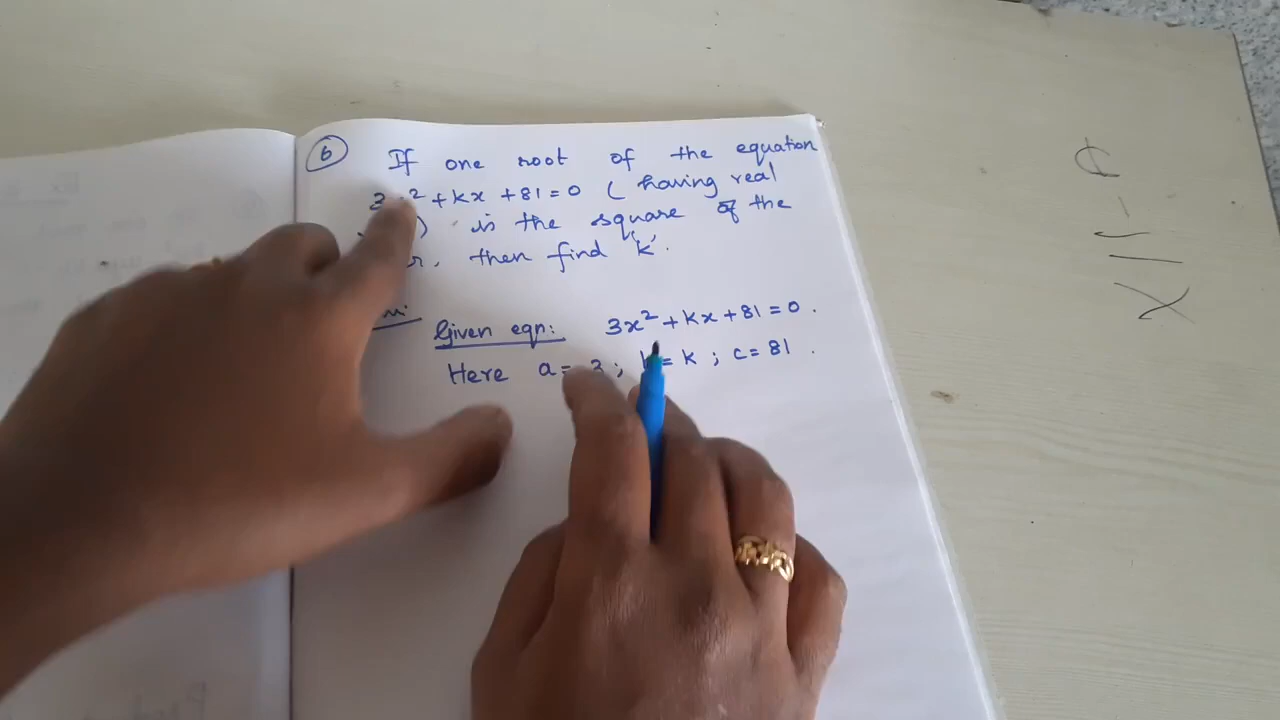 6 If one root of the equation
3x² + kx + 81 = 0 ( having real
) is the square of the
then find 'k'.
Given eqn: 3x² + kx + 81 = 0 .
Here a = 3 ; b = k ; c = 81 .